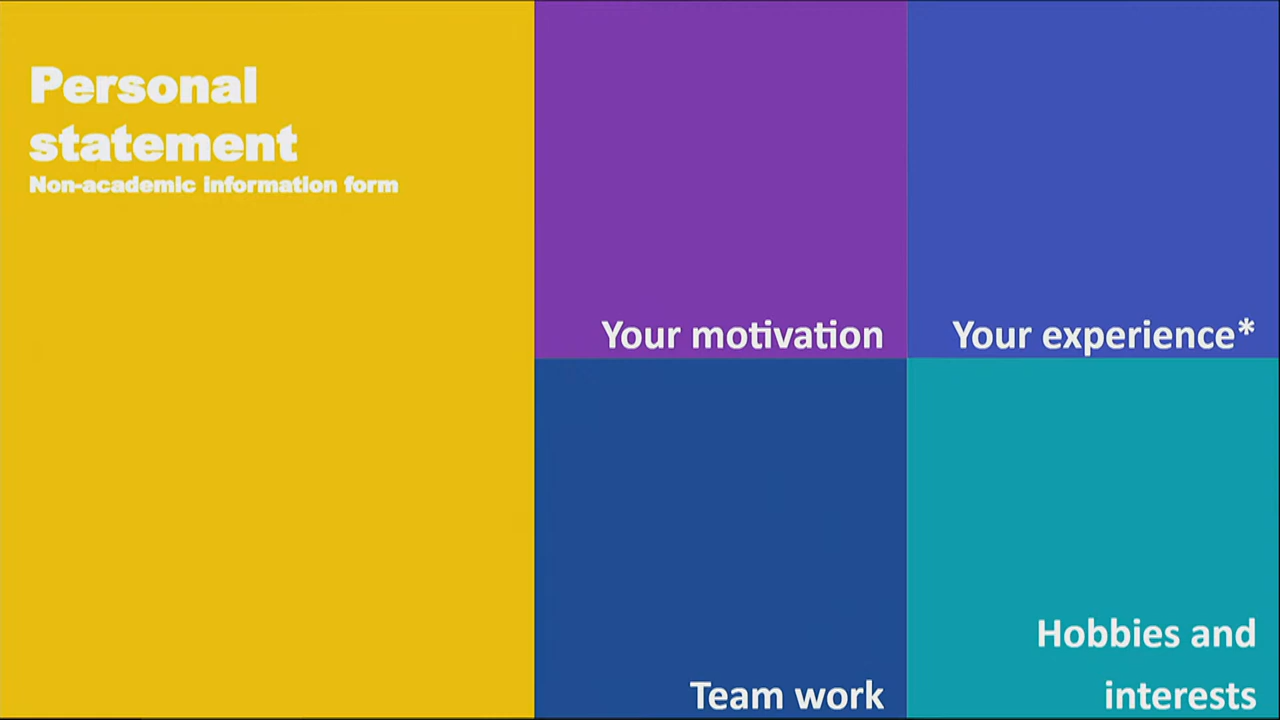 Personal
statement
Non-academic information form
Your motivation
Your experience*
Team work
Hobbies and
interests